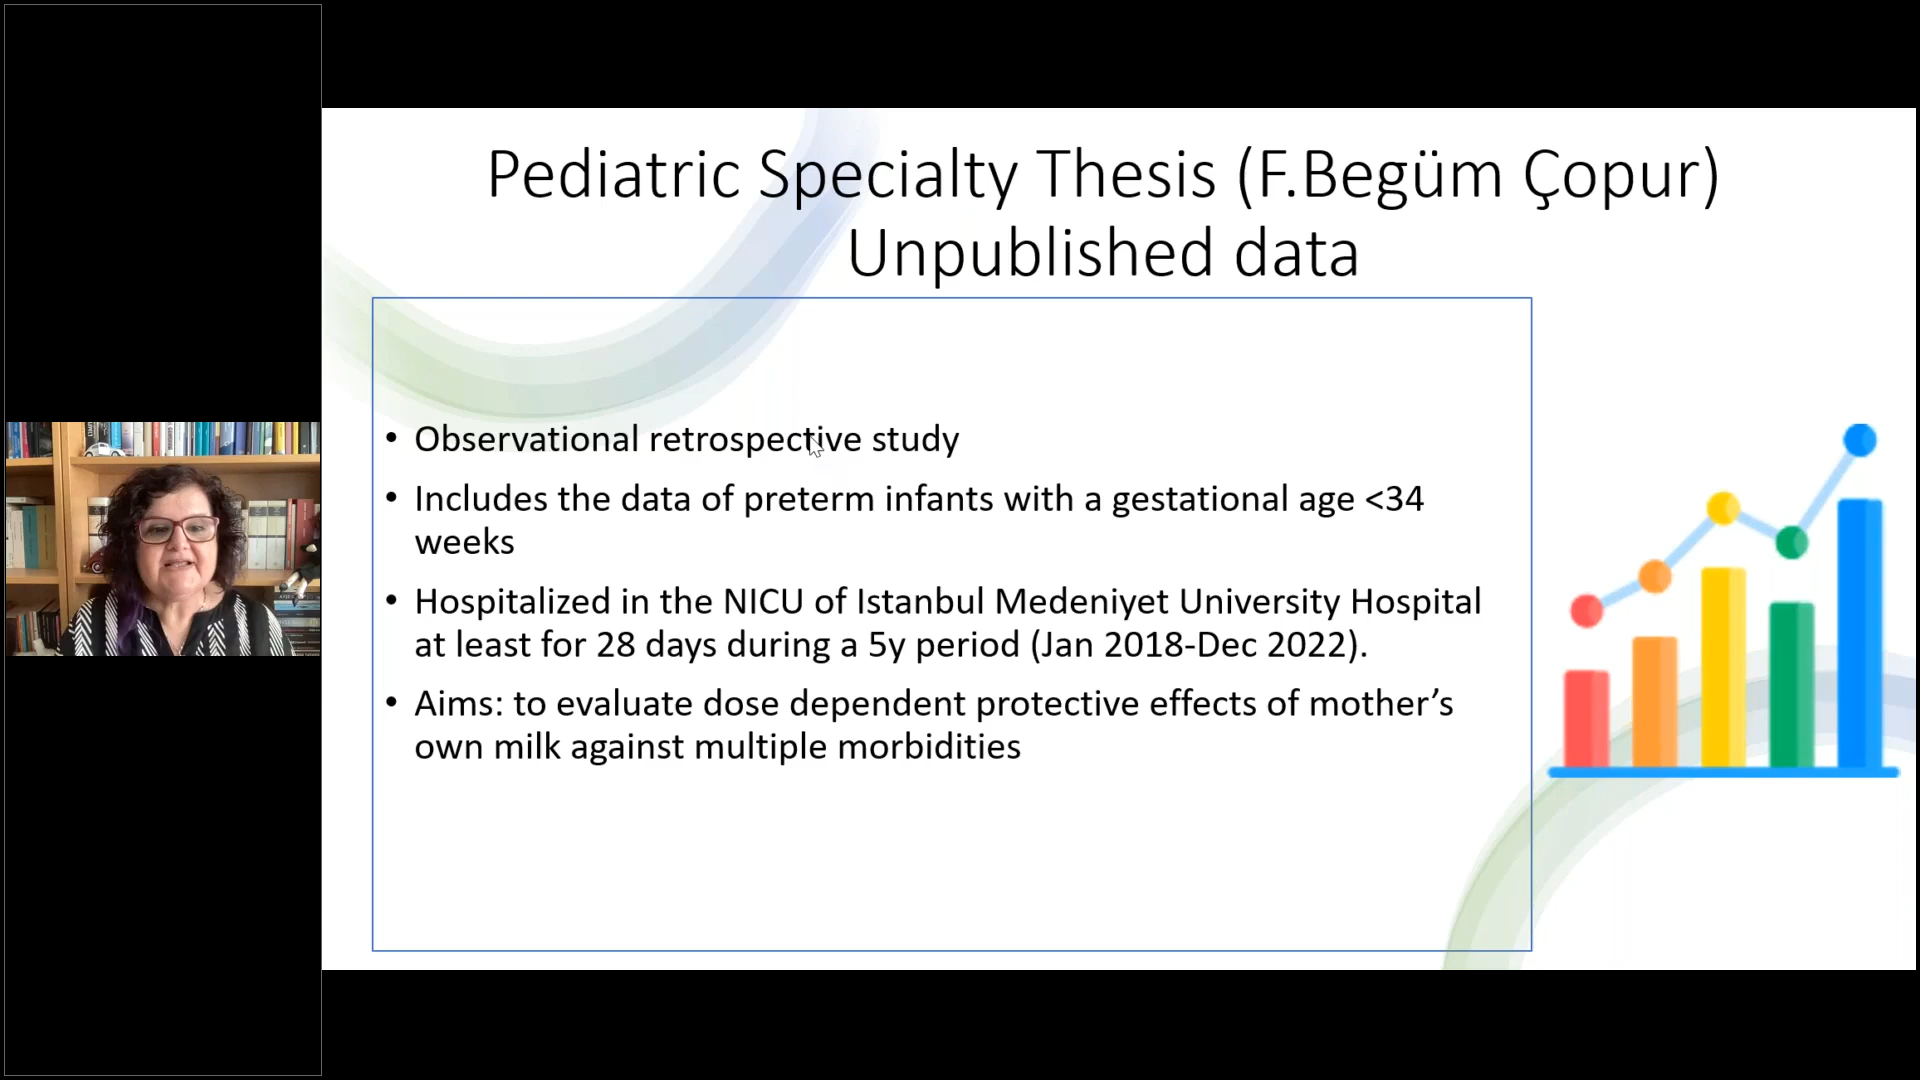 Pediatric Specialty Thesis (F.Begüm Çopur)
Unpublished data
• Observational retrospective study
• Includes the data of preterm infants with a gestational age <34
weeks
• Hospitalized in the NICU of Istanbul Medeniyet University Hospital
at least for 28 days during a 5y period (Jan 2018-Dec 2022).
• Aims: to evaluate dose dependent protective effects of mother’s
own milk against multiple morbidities